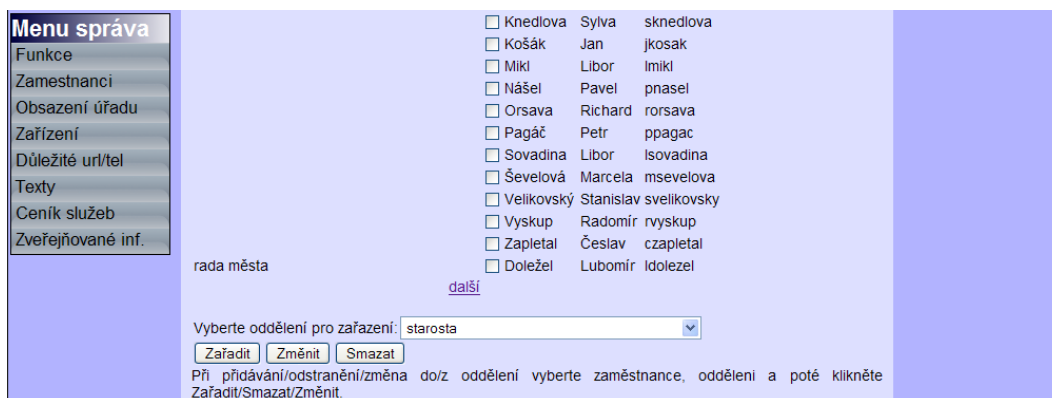 Menu správa
Funkce
Zamestnanci
Obsazení úřadu
Zařízení
Důležité url/tel
Texty
Ceník služeb
Zveřejňované inf.
Knedlova Sylva sknedlova
Košák Jan jkosak
Mikl Libor lmikl
Nášel Pavel pnasel
Orsava Richard rorsava
Pagáč Petr ppagac
Sovadina Libor lsovadina
Ševelová Marcela msevelova
Velikovský Stanislav svelikovsky
Vyskup Radomír rvyskup
Zapletal Česlav czapletal
rada města Doležel Lubomír ldolezel
další
Vyberte oddělení pro zařazení: starosta
Zařadit Změnit Smazat
Při přidávání/odstranění/změna do/z oddělení vyberte zaměstnance, odděleni a poté klikněte
Zařadit/Smazat/Změnit.